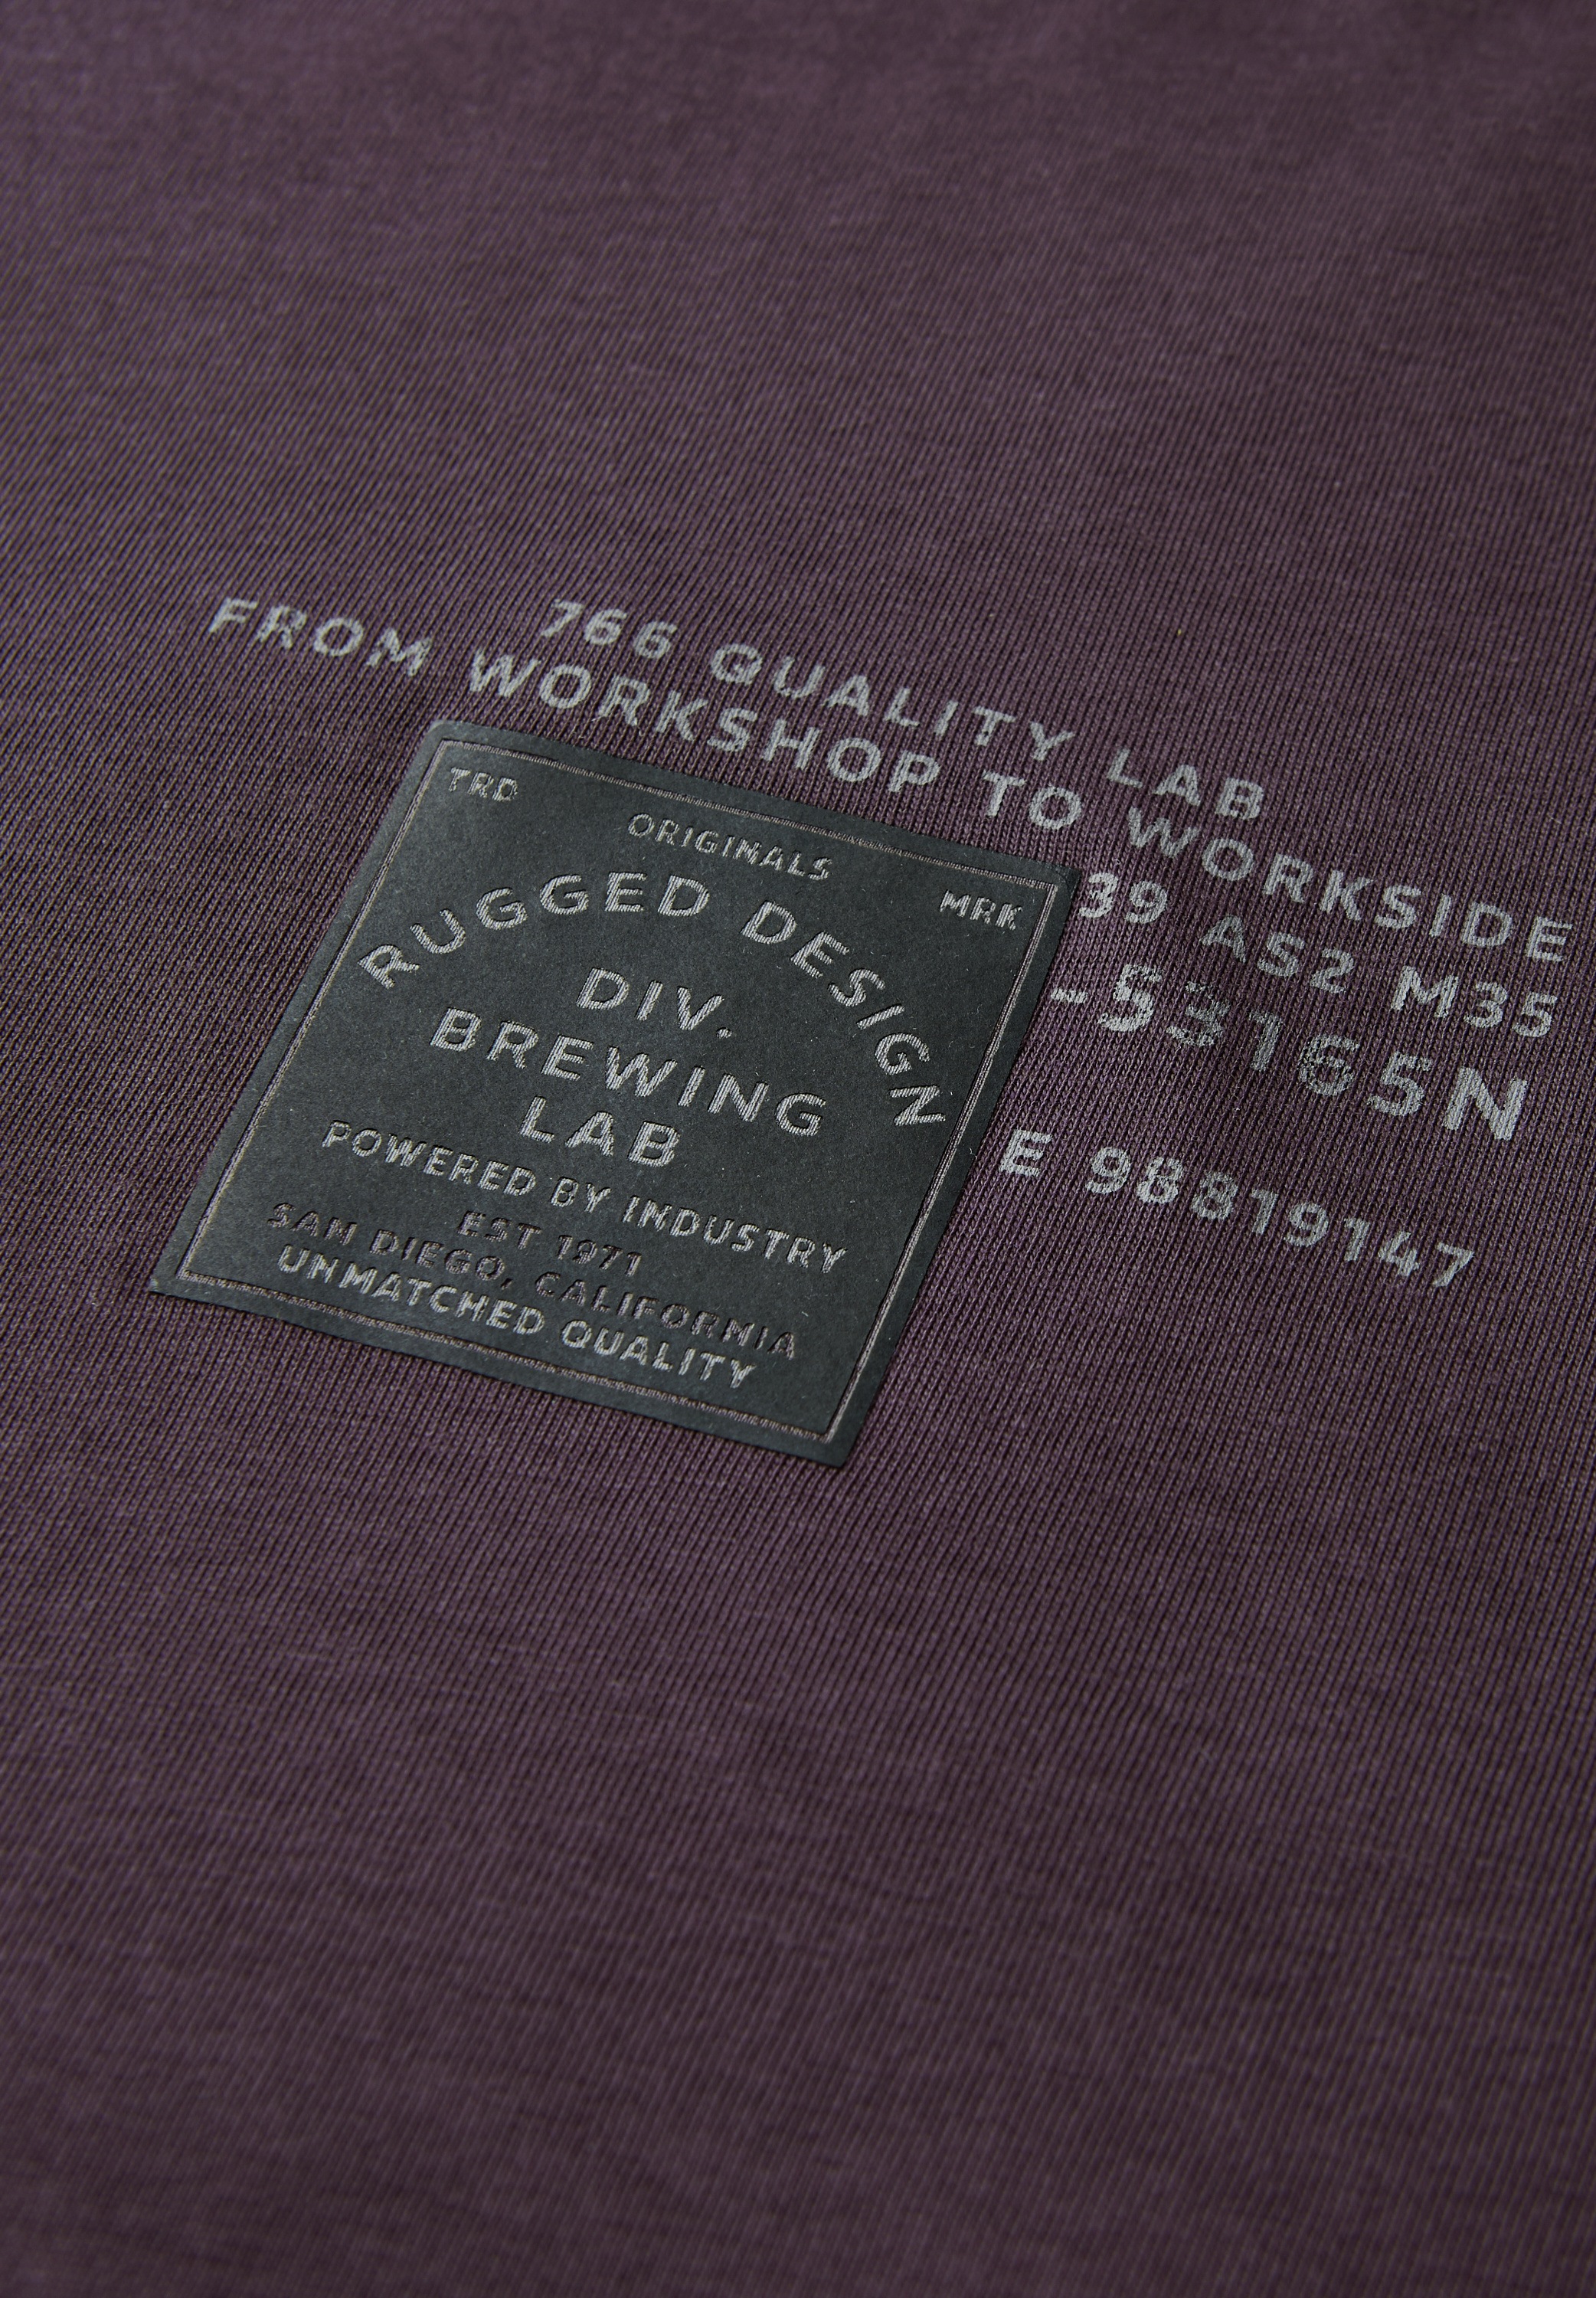 766 QUALITY LAB
FROM WORKSHOP TO WORKSIDE
39 AS2 M35
-53165N
E 98819147
TRD
ORIGINALS
MRK
RUGGED DESIGN
DIV.
BREWING
LAB
POWERED BY INDUSTRY
EST 1971
SAN DIEGO, CALIFORNIA
UNMATCHED QUALITY